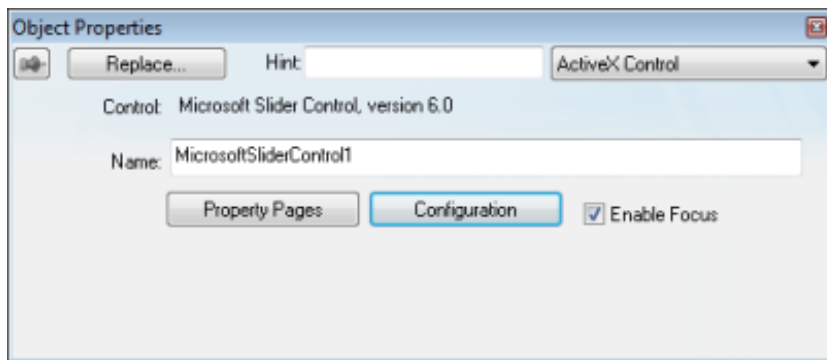 Object Properties
Replace... Hint: ActiveX Control
Control: Microsoft Slider Control, version 6.0
Name: MicrosoftSliderControl1
Property Pages Configuration Enable Focus